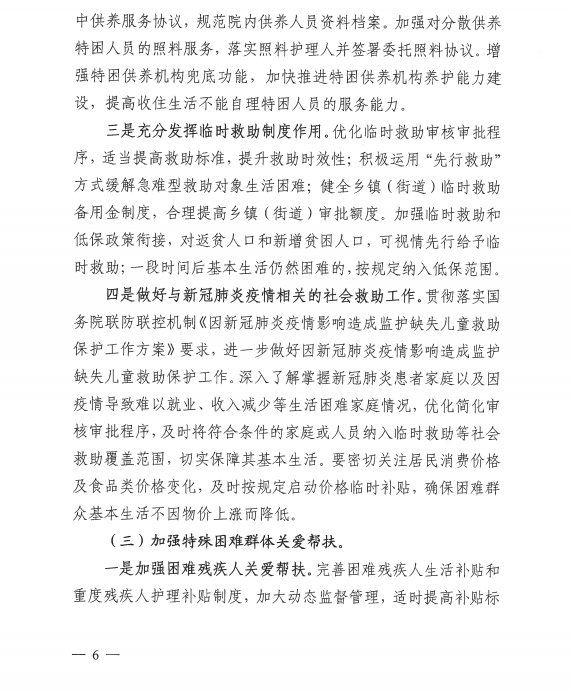 中供养服务协议，规范院内供养人员资料档案。加强对分散供养
特困人员的照料服务，落实照料护理人并签署委托照料协议。增
强特困供养机构兜底功能，加快推进特困供养机构养护能力建
设，提高收住生活不能自理特困人员的服务能力。
三是充分发挥临时救助制度作用。优化临时救助审核审批程
序，适当提高救助标准，提升救助时效性；积极运用“先行救助”
方式缓解急难型救助对象生活困难；健全乡镇（街道）临时救助
备用金制度，合理提高乡镇（街道）审批额度。加强临时救助和
低保政策衔接，对返贫人口和新增贫困人口，可视情先行给予临
时救助；一段时间后基本生活仍然困难的，按规定纳入低保范围。
四是做好与新冠肺炎疫情相关的社会救助工作。贯彻落实国
务院联防联控机制《因新冠肺炎疫情影响造成监护缺失儿童救助
保护工作方案》要求，进一步做好因新冠肺炎疫情影响造成监护
缺失儿童救助保护工作。深入了解掌握新冠肺炎患者家庭以及因
疫情导致难以就业、收入减少等生活困难家庭情况，优化简化审
核审批程序，及时将符合条件的家庭或人员纳入临时救助等社会
救助覆盖范围，切实保障其基本生活。要密切关注居民消费价格
及食品类价格变化，及时按规定启动价格临时补贴，确保困难群
众基本生活不因物价上涨而降低。
（三）加强特殊困难群体关爱帮扶。
一是加强困难残疾人关爱帮扶。完善困难残疾人生活补贴和
重度残疾人护理补贴制度，加大动态监督管理，适时提高补贴标
— 6 —